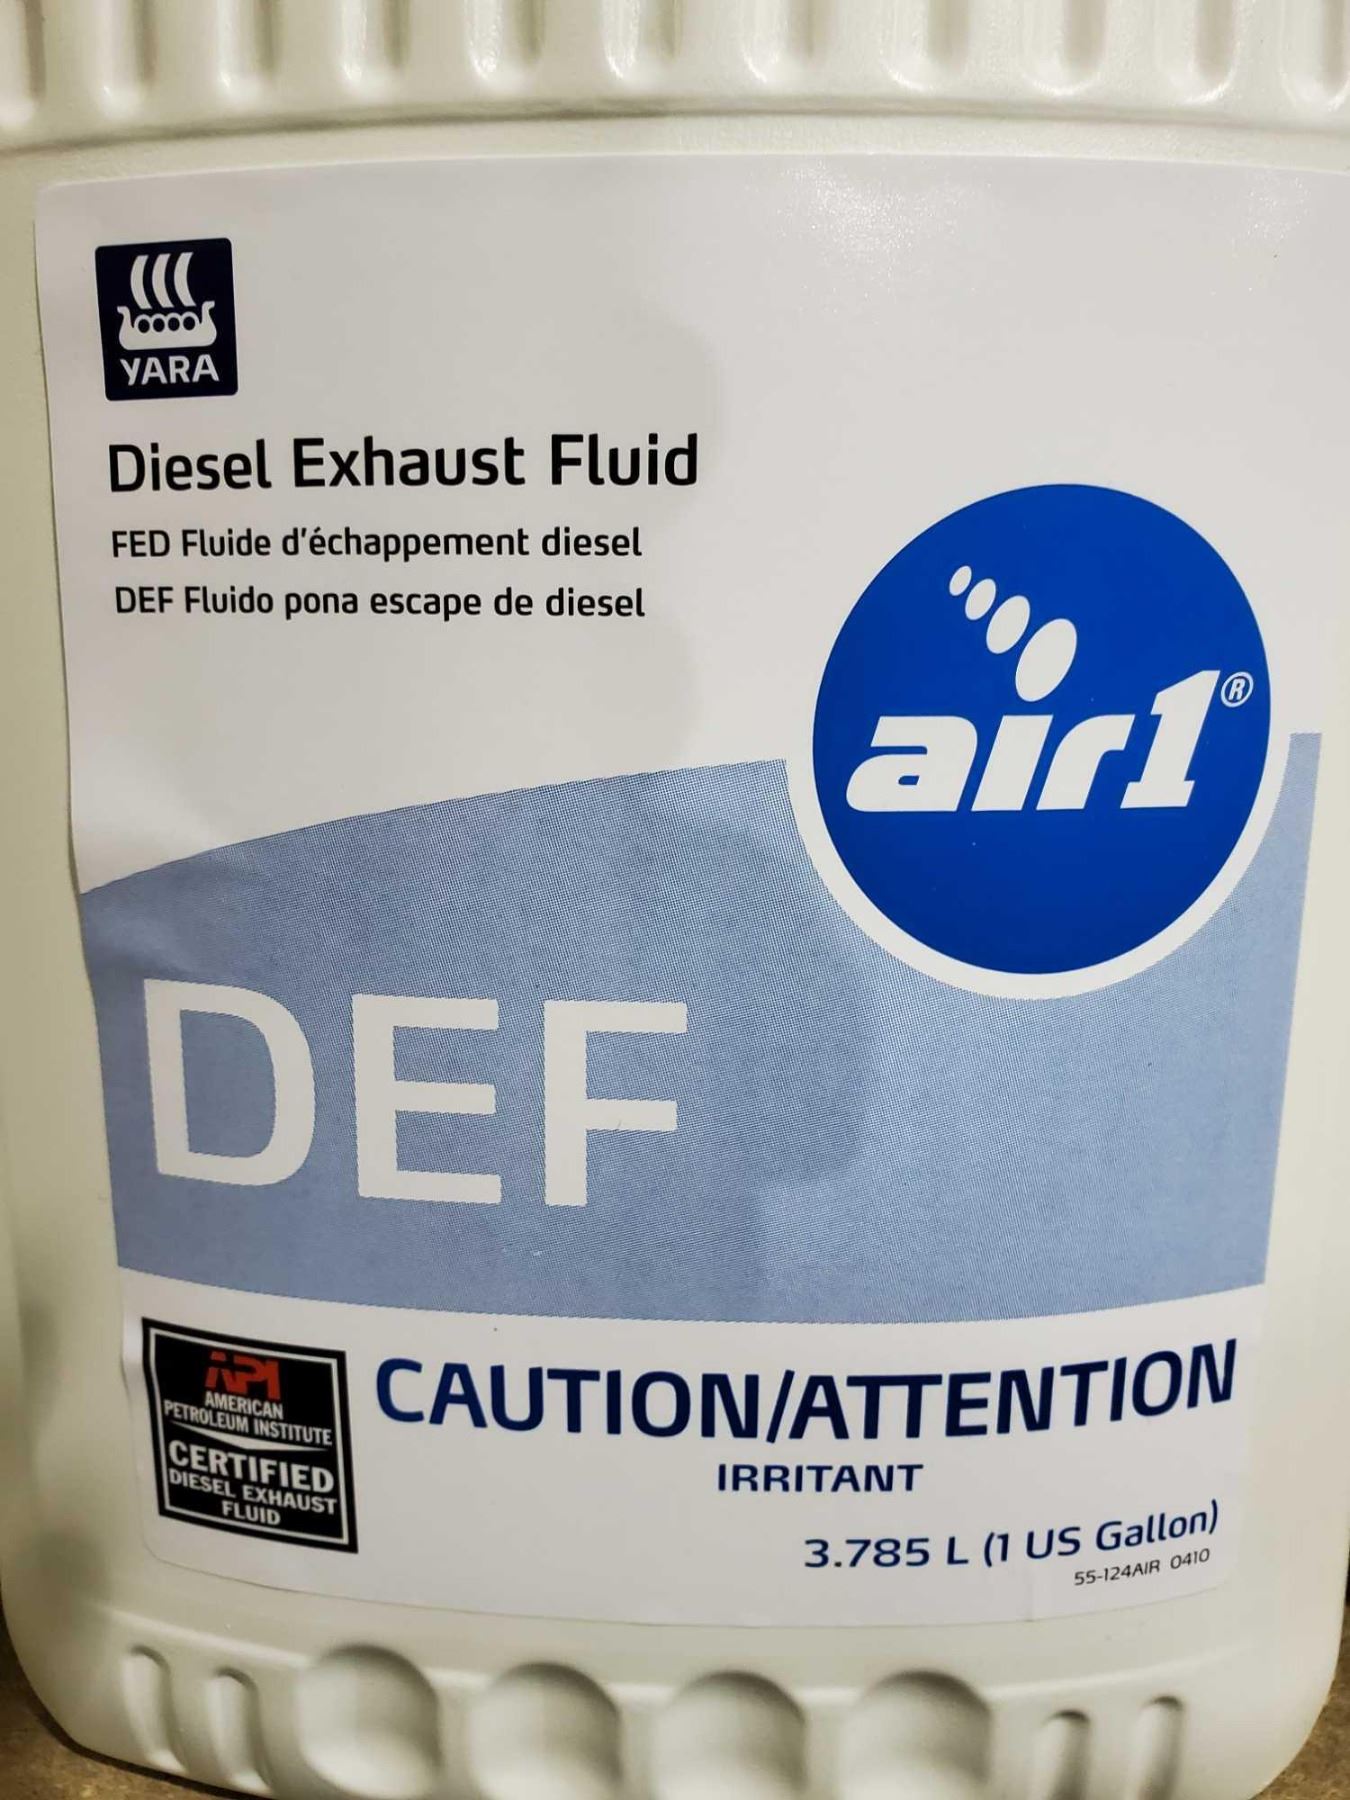 YARA
Diesel Exhaust Fluid
FED Fluide d'échappement diesel
DEF Fluido pona escape de diesel
air1®
DEF
API
AMERICAN
PETROLEUM INSTITUTE
CERTIFIED
DIESEL EXHAUST
FLUID
CAUTION/ATTENTION
IRRITANT
3.785 L (1 US Gallon)
55-124AIR 0410